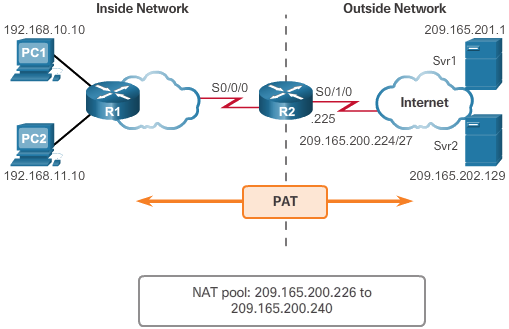 Inside Network
Outside Network
192.168.10.10
209.165.201.1
PC1
Svr1
S0/0/0
S0/1/0
Internet
R1
R2
.225
PC2
209.165.200.224/27
Svr2
192.168.11.10
209.165.202.129
PAT
NAT pool: 209.165.200.226 to
209.165.200.240